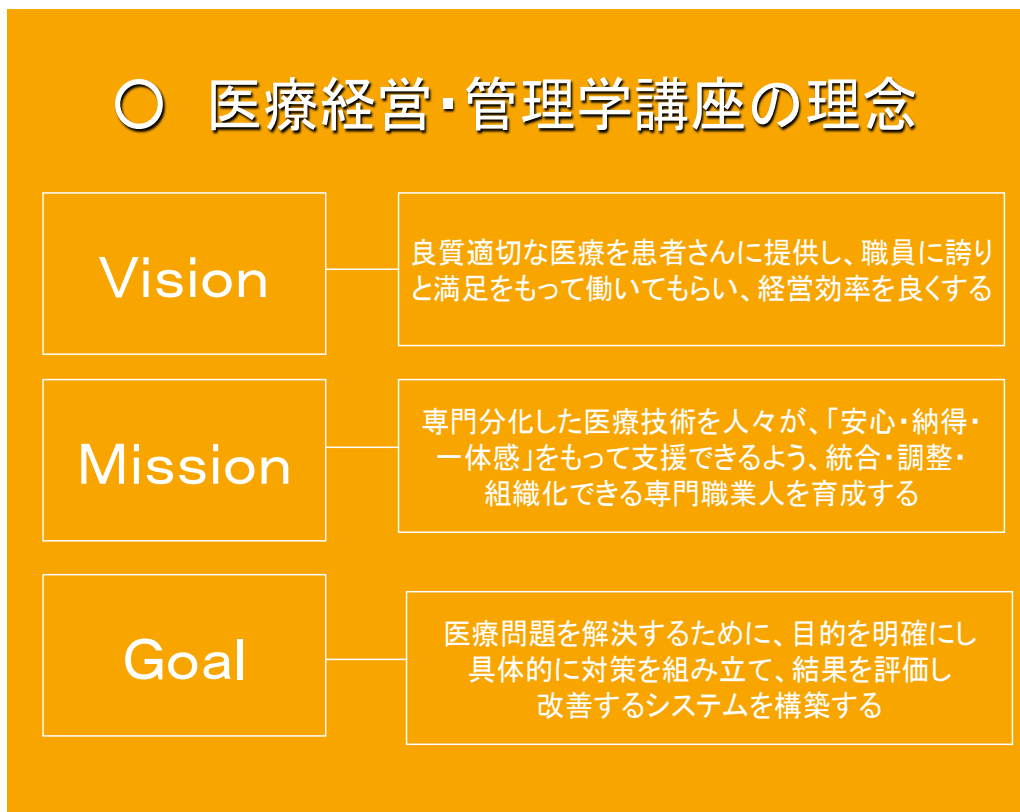 〇 医療経営・管理学講座の理念
Vision
良質適切な医療を患者さんに提供し、職員に誇り
と満足をもって働いてもらい、経営効率を良くする
Mission
専門分化した医療技術を人々が、「安心・納得・
一体感」をもって支援できるよう、統合・調整・
組織化できる専門職業人を育成する
Goal
医療問題を解決するために、目的を明確にし
具体的に対策を組み立て、結果を評価し
改善するシステムを構築する